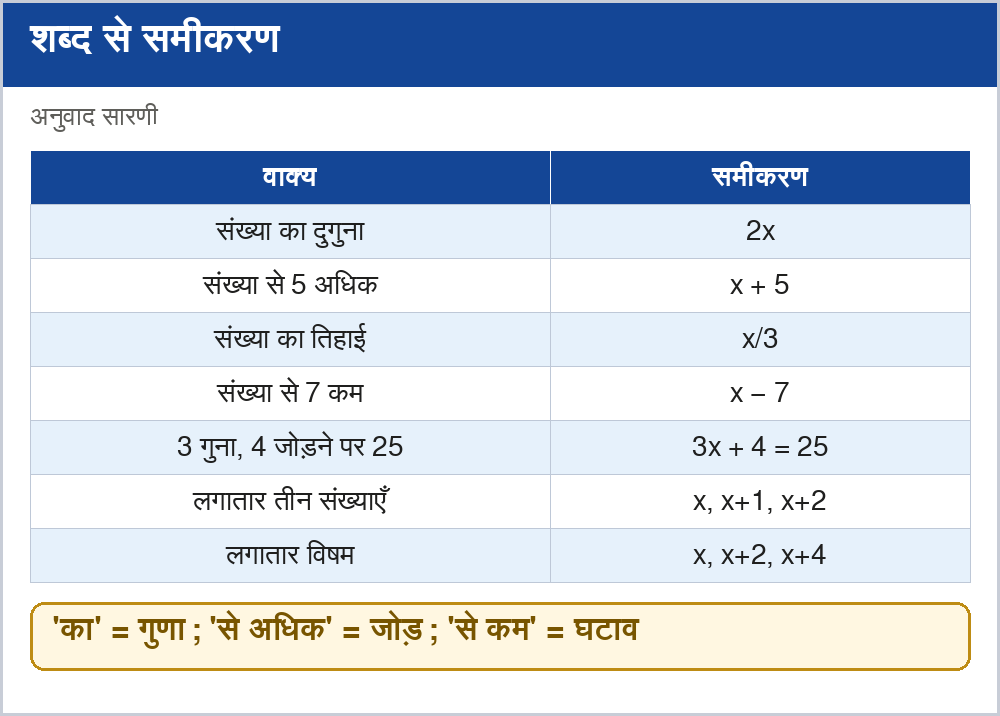 शब्द से समीकरण
अनुवाद सारणी
वाक्य समीकरण
संख्या का दुगुना 2x
संख्या से 5 अधिक x + 5
संख्या का तिहाई x/3
संख्या से 7 कम x − 7
3 गुना, 4 जोड़ने पर 25 3x + 4 = 25
लगातार तीन संख्याएँ x, x+1, x+2
लगातार विषम x, x+2, x+4
'का' = गुणा ; 'से अधिक' = जोड़ ; 'से कम' = घटाव